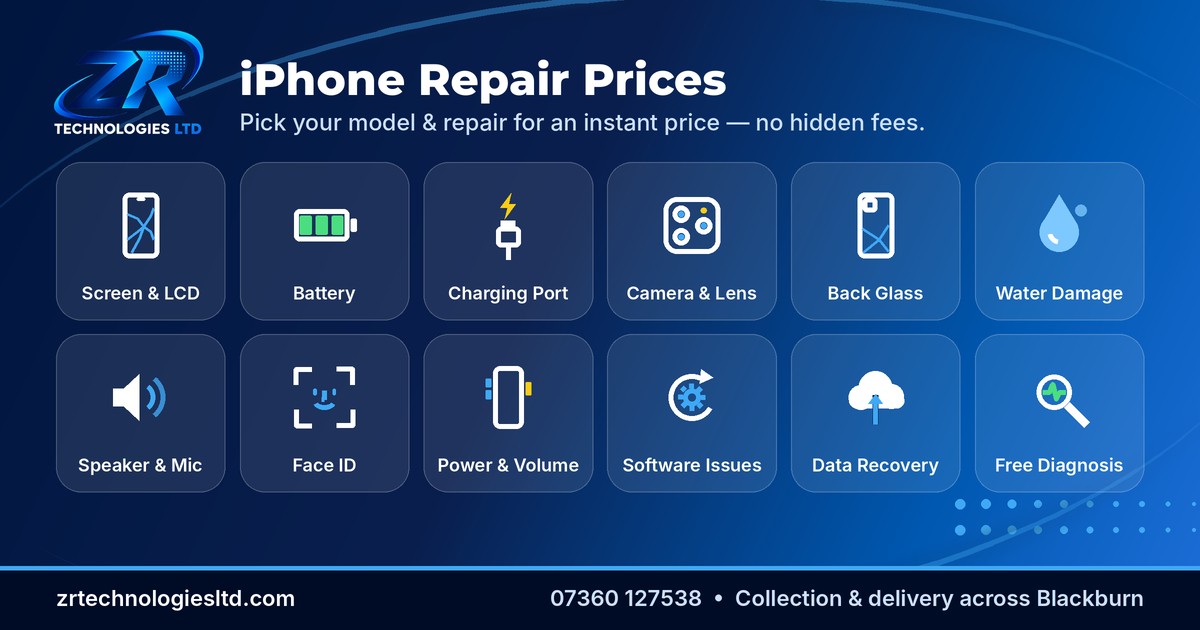 ZR
TECHNOLOGIES LTD
iPhone Repair Prices
Pick your model & repair for an instant price — no hidden fees.
Screen & LCD
Battery
Charging Port
Camera & Lens
Back Glass
Water Damage
Speaker & Mic
Face ID
Power & Volume
Software Issues
Data Recovery
Free Diagnosis
zrtechnologiesltd.com
07360 127538 • Collection & delivery across Blackburn